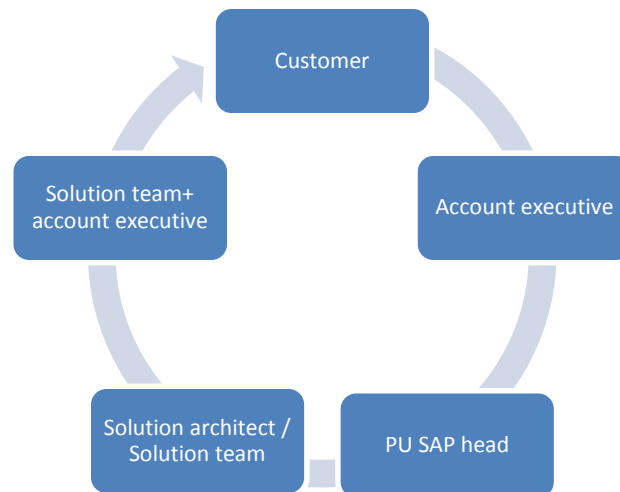 Customer
Account executive
PU SAP head
Solution architect /
Solution team
Solution team+
account executive